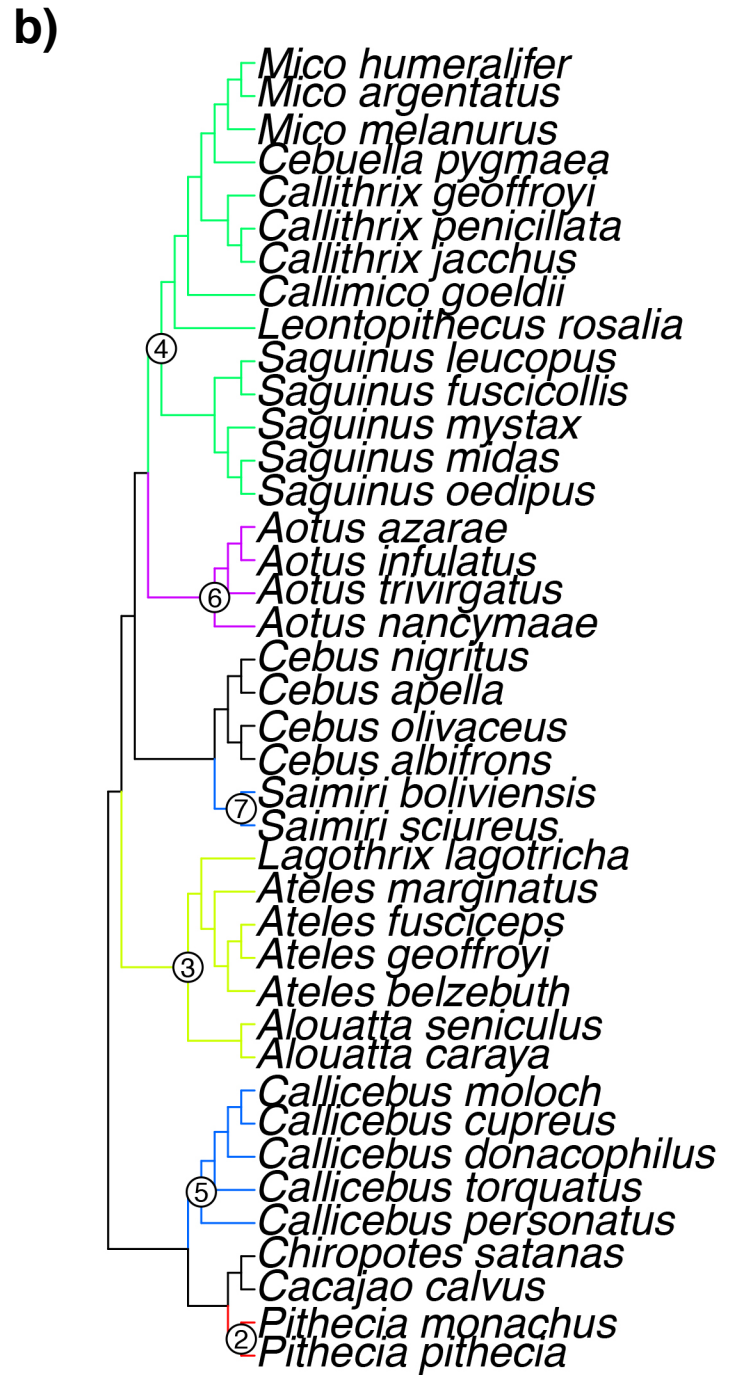 b)
Mico humeralifer
Mico argentatus
Mico melanurus
Cebuella pygmaea
Callithrix geoffroyi
Callithrix penicillata
Callithrix jacchus
Callimico goeldii
Leontopithecus rosalia
4
Saguinus leucopus
Saguinus fuscicollis
Saguinus mystax
Saguinus midas
Saguinus oedipus
Aotus azarae
Aotus infulatus
Aotus trivirgatus
6
Aotus nancymaae
Cebus nigritus
Cebus apella
Cebus olivaceus
Cebus albifrons
Saimiri boliviensis
7
Saimiri sciureus
Lagothrix lagotricha
Ateles marginatus
Ateles fusciceps
Ateles geoffroyi
3
Ateles belzebuth
Alouatta seniculus
Alouatta caraya
Callicebus moloch
Callicebus cupreus
Callicebus donacophilus
Callicebus torquatus
5
Callicebus personatus
Chiropotes satanas
Cacajao calvus
Pithecia monachus
2
Pithecia pithecia